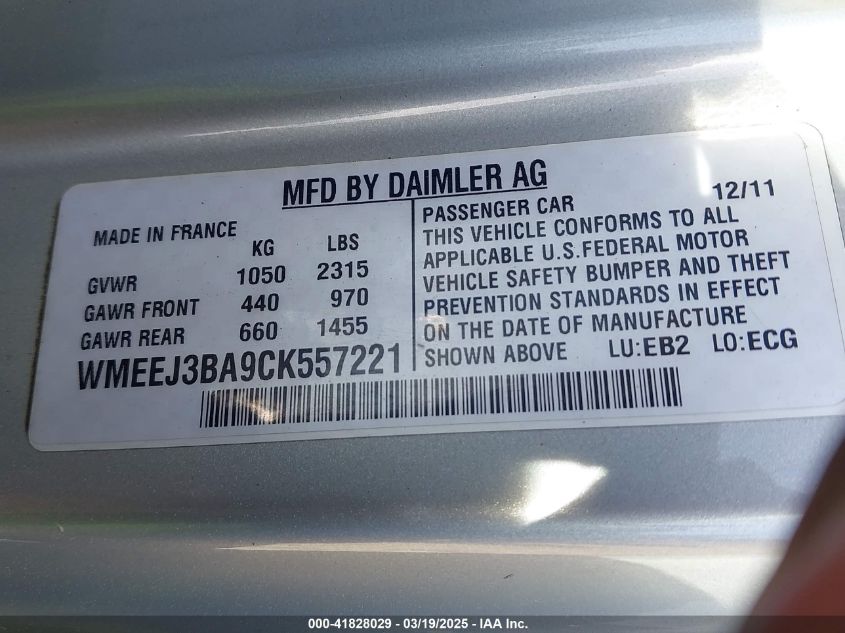 MFD BY DAIMLER AG
MADE IN FRANCE
KG LBS
GVWR 1050 2315
GAWR FRONT 440 970
GAWR REAR 660 1455
WMEEJ3BA9CK557221
12/11
PASSENGER CAR
THIS VEHICLE CONFORMS TO ALL
APPLICABLE U.S.FEDERAL MOTOR
VEHICLE SAFETY BUMPER AND THEFT
PREVENTION STANDARDS IN EFFECT
ON THE DATE OF MANUFACTURE
SHOWN ABOVE LU:EB2 LO:ECG
000-41828029 - 03/19/2025 - IAA Inc.